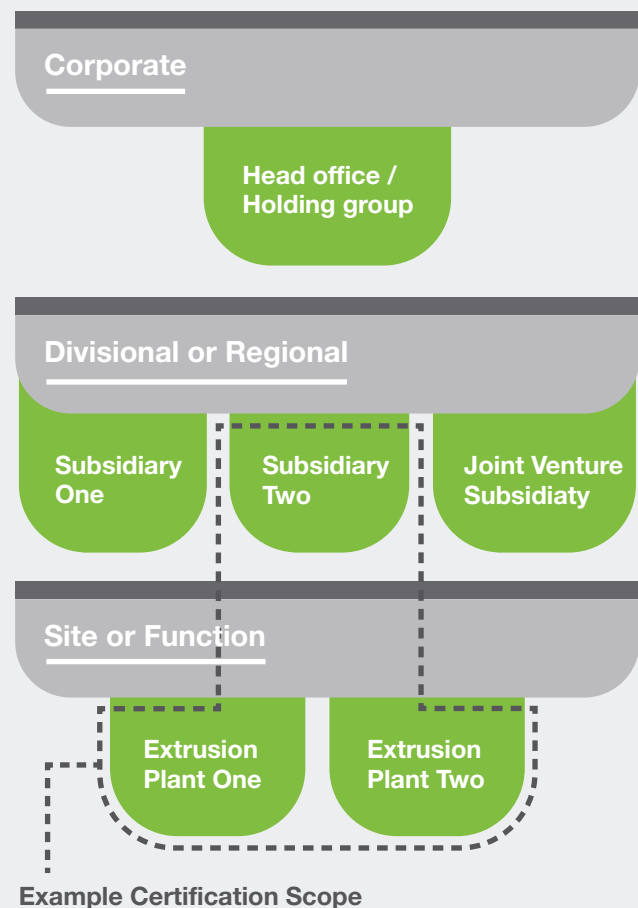 Corporate
Head office /
Holding group
Divisional or Regional
Subsidiary
One
Subsidiary
Two
Joint Venture
Subsidiaty
Site or Function
Extrusion
Plant One
Extrusion
Plant Two
Example Certification Scope